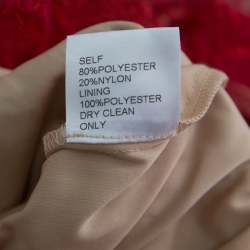 SELF
80%POLYESTER
20%NYLON
LINING
100%POLYESTER
DRY CLEAN
ONLY